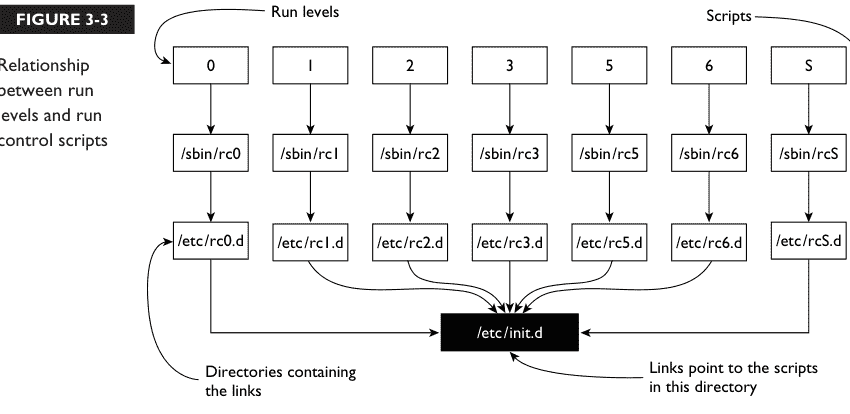 FIGURE 3-3
Run levels
Scripts
Relationship
between run
levels and run
control scripts
0 1 2 3 5 6 S
/sbin/rc0 /sbin/rc1 /sbin/rc2 /sbin/rc3 /sbin/rc5 /sbin/rc6 /sbin/rcS
/etc/rc0.d /etc/rc1.d /etc/rc2.d /etc/rc3.d /etc/rc5.d /etc/rc6.d /etc/rcS.d
/etc/init.d
Directories containing
the links
Links point to the scripts
in this directory